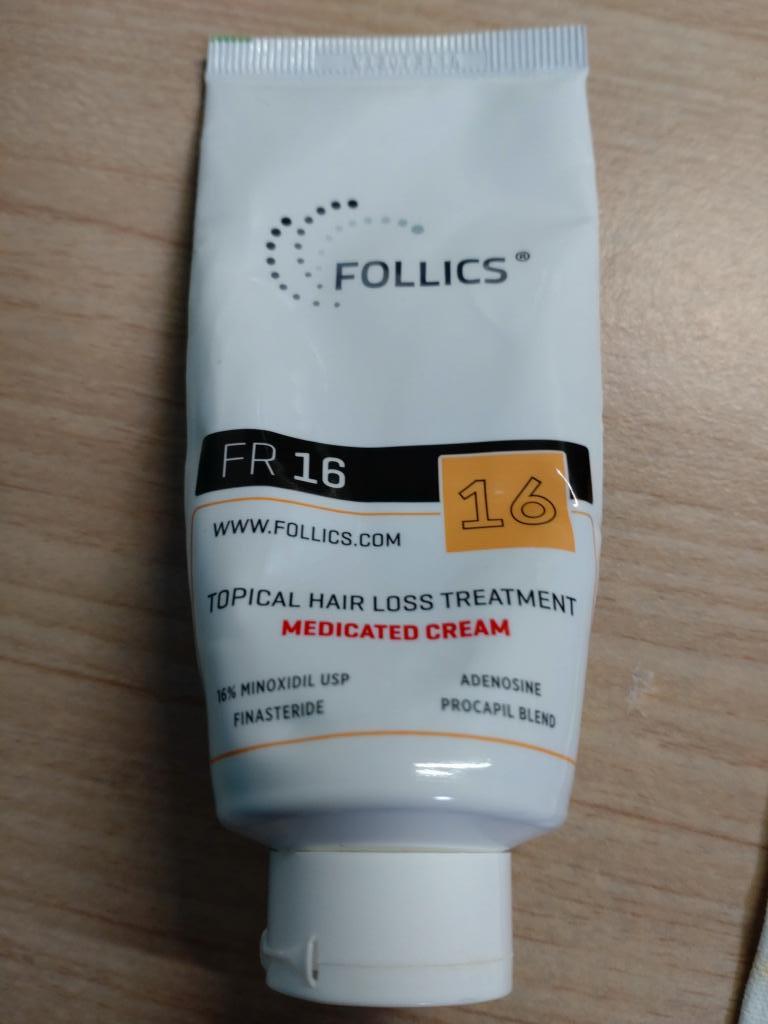 FOLLICS®
FR 16
16
WWW.FOLLICS.COM
TOPICAL HAIR LOSS TREATMENT
MEDICATED CREAM
16% MINOXIDIL USP
FINASTERIDE
ADENOSINE
PROCAPIL BLEND